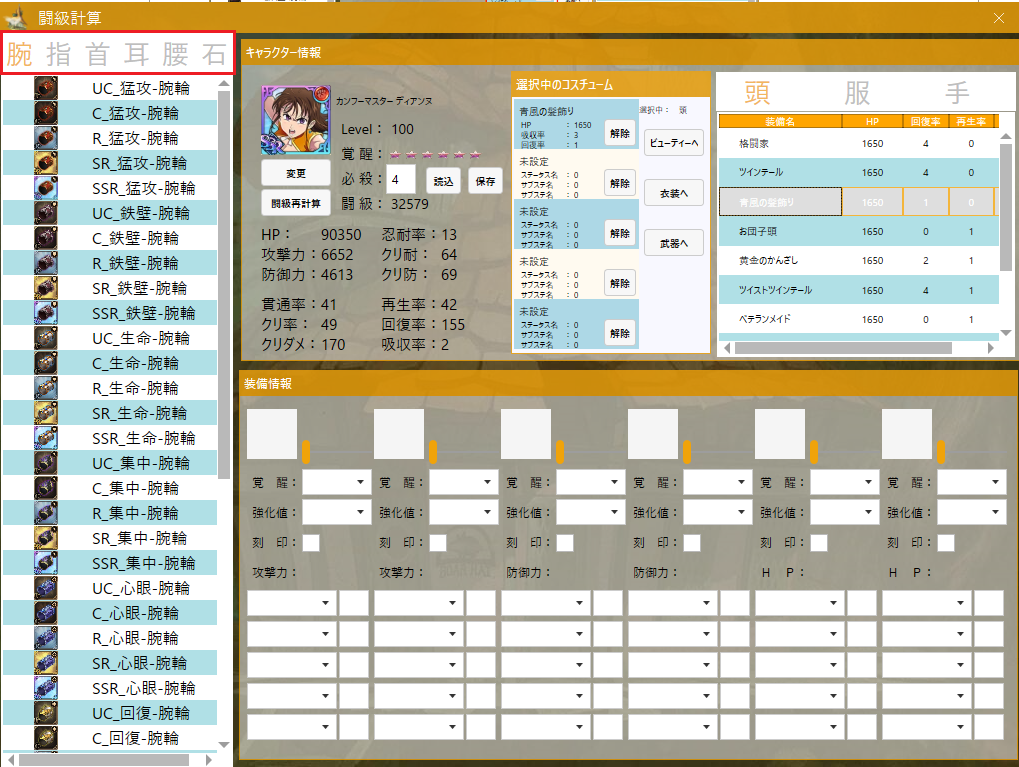 闘級計算
腕 指 首 耳 腰 石
UC_猛攻-腕輪
C_猛攻-腕輪
R_猛攻-腕輪
SR_猛攻-腕輪
SSR_猛攻-腕輪
UC_鉄壁-腕輪
C_鉄壁-腕輪
R_鉄壁-腕輪
SR_鉄壁-腕輪
SSR_鉄壁-腕輪
UC_生命-腕輪
C_生命-腕輪
R_生命-腕輪
SR_生命-腕輪
SSR_生命-腕輪
UC_集中-腕輪
C_集中-腕輪
R_集中-腕輪
SR_集中-腕輪
SSR_集中-腕輪
UC_心眼-腕輪
C_心眼-腕輪
R_心眼-腕輪
SR_心眼-腕輪
SSR_心眼-腕輪
UC_回復-腕輪
C_回復-腕輪
キャラクター情報
カンフーマスター ディアンヌ
Level： 100
覚 醒：
必 殺： 4 読込 保存
闘 級： 32579
変更
闘級再計算
HP： 90350 忍耐率：13
攻撃力：6652 クリ耐： 64
防御力：4613 クリ防： 69
貫通率：41 再生率：42
クリ率： 49 回復率：155
クリダメ：170 吸収率：2
選択中のコスチューム
青風の髪飾り
HP ： 1650
吸収率 ： 3
回復率 ： 1
解除
未設定
ステータス名 ： 0
サブステ名 ： 0
サブステ名 ： 0
解除
未設定
ステータス名 ： 0
サブステ名 ： 0
サブステ名 ： 0
解除
未設定
ステータス名 ： 0
サブステ名 ： 0
サブステ名 ： 0
解除
未設定
ステータス名 ： 0
サブステ名 ： 0
サブステ名 ： 0
解除
選択中： 頭
ビューティーへ
衣装へ
武器へ
頭 服 手
装備名 HP 回復率 再生率
格闘家 1650 4 0
ツインテール 1650 4 0
青風の髪飾り 1650 1 0
お団子頭 1650 0 1
黄金のかんざし 1650 2 1
ツイストツインテール 1650 4 1
ベテランメイド 1650 0 1
装備情報
覚 醒： 覚 醒： 覚 醒： 覚 醒： 覚 醒： 覚 醒：
強化値： 強化値： 強化値： 強化値： 強化値： 強化値：
刻 印： 刻 印： 刻 印： 刻 印： 刻 印： 刻 印：
攻撃力： 攻撃力： 防御力： 防御力： H P： H P：